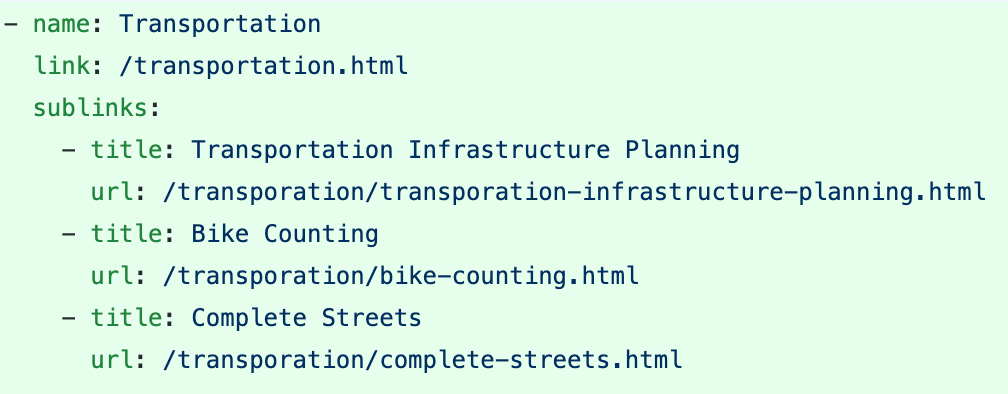 - name: Transportation
link: /transportation.html
sublinks:
- title: Transportation Infrastructure Planning
url: /transporation/transporation-infrastructure-planning.html
- title: Bike Counting
url: /transporation/bike-counting.html
- title: Complete Streets
url: /transporation/complete-streets.html